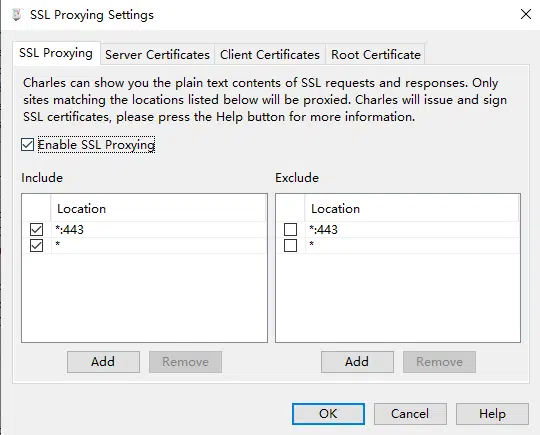 SSL Proxying Settings
SSL Proxying Server Certificates Client Certificates Root Certificate
Charles can show you the plain text contents of SSL requests and responses. Only
sites matching the locations listed below will be proxied. Charles will issue and sign
SSL certificates, please press the Help button for more information.
Enable SSL Proxying
Include Exclude
Location Location
*:443 *:443
* *
Add Remove Add Remove
OK Cancel Help